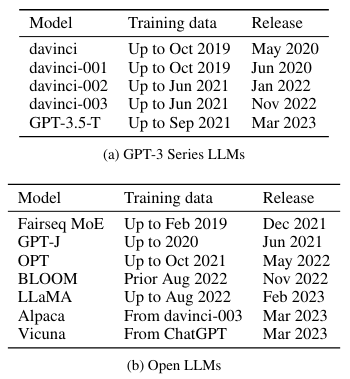 Model Training data Release
davinci Up to Oct 2019 May 2020
davinci-001 Up to Oct 2019 Jun 2020
davinci-002 Up to Jun 2021 Jan 2022
davinci-003 Up to Jun 2021 Nov 2022
GPT-3.5-T Up to Sep 2021 Mar 2023
(a) GPT-3 Series LLMs
Model Training data Release
Fairseq MoE Up to Feb 2019 Dec 2021
GPT-J Up to 2020 Jun 2021
OPT Up to Oct 2021 May 2022
BLOOM Prior Aug 2022 Nov 2022
LLaMA Up to Aug 2022 Feb 2023
Alpaca From davinci-003 Mar 2023
Vicuna From ChatGPT Mar 2023
(b) Open LLMs